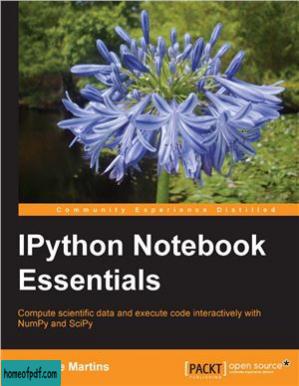 Community Experience Distilled
IPython Notebook
Essentials
Compute scientific data and execute code interactively with
NumPy and SciPy
Martins
[PACKT]
open source*
PUBLISHING
homeofpdf.com